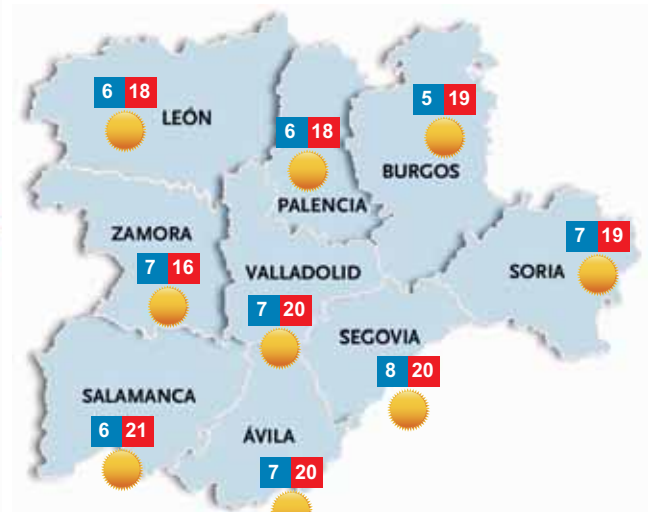 6 18
LEÓN
5 19
6 18
BURGOS
PALENCIA
ZAMORA
7 16
VALLADOLID
7 20
7 19
SORIA
SEGOVIA
8 20
SALAMANCA
6 21
ÁVILA
7 20